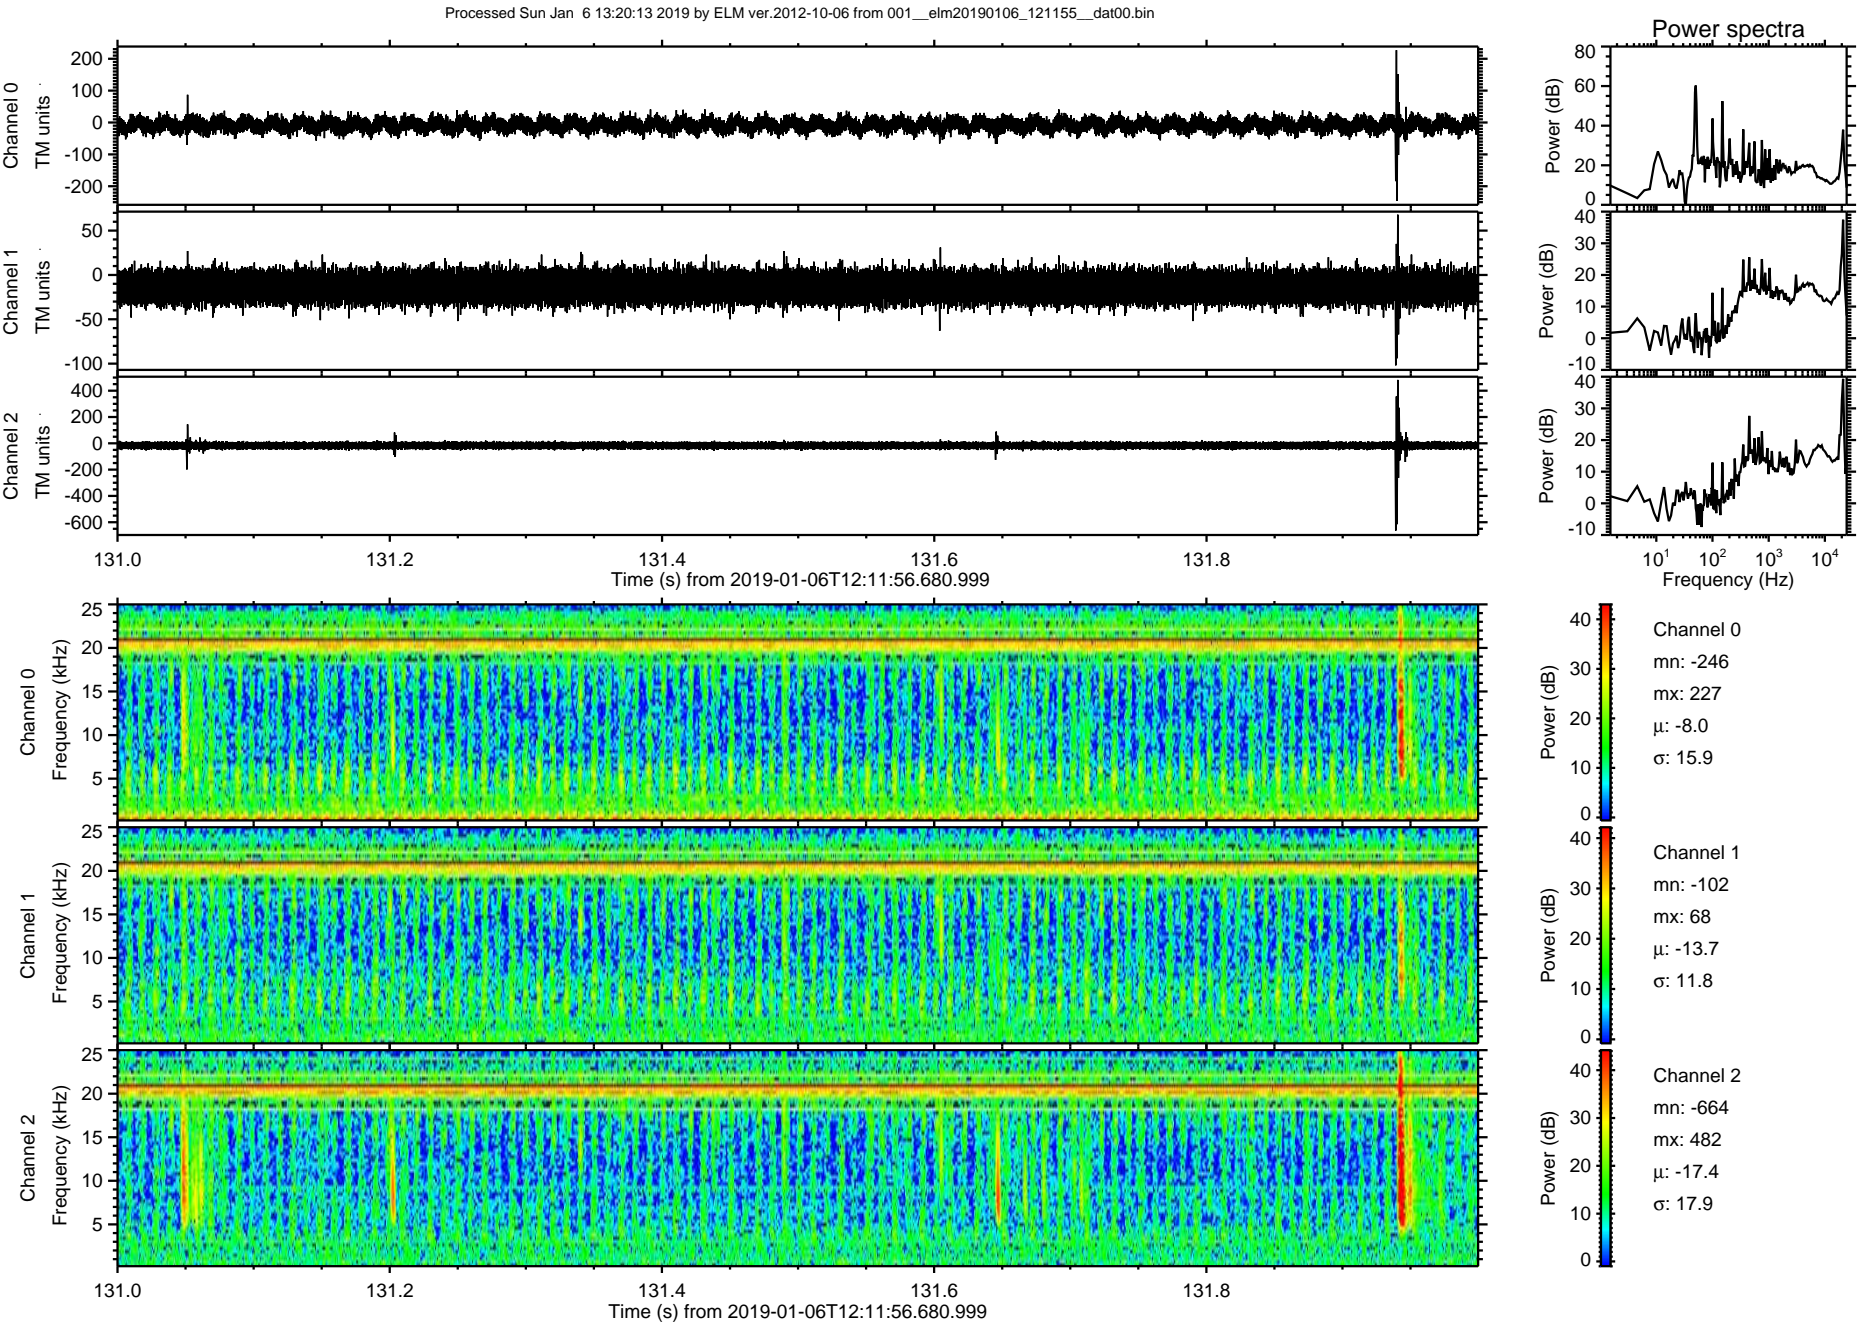 Processed Sun Jan  6 13:20:13 2019 by ELM ver.2012-10-06 from 001__elm20190106_121155__dat00.bin
Power spectra
Channel 0
TM units
200
100
0
-100
-200
Power (dB)
80
60
40
20
0
Channel 1
TM units
50
0
-50
-100
Power (dB)
40
30
20
10
0
-10
Channel 2
TM units
400
200
0
-200
-400
-600
Power (dB)
40
30
20
10
0
-10
131.0
131.2
131.4
131.6
131.8
Time (s) from 2019-01-06T12:11:56.680.999
10¹
10²
10³
10⁴
Frequency (Hz)
Channel 0
Frequency (kHz)
25
20
15
10
5
Power (dB)
40
30
20
10
0
Channel 0
mn: -246
mx: 227
μ: -8.0
σ: 15.9
Channel 1
Frequency (kHz)
25
20
15
10
5
Power (dB)
40
30
20
10
0
Channel 1
mn: -102
mx: 68
μ: -13.7
σ: 11.8
Channel 2
Frequency (kHz)
25
20
15
10
5
Power (dB)
40
30
20
10
0
Channel 2
mn: -664
mx: 482
μ: -17.4
σ: 17.9
131.0
131.2
131.4
131.6
131.8
Time (s) from 2019-01-06T12:11:56.680.999